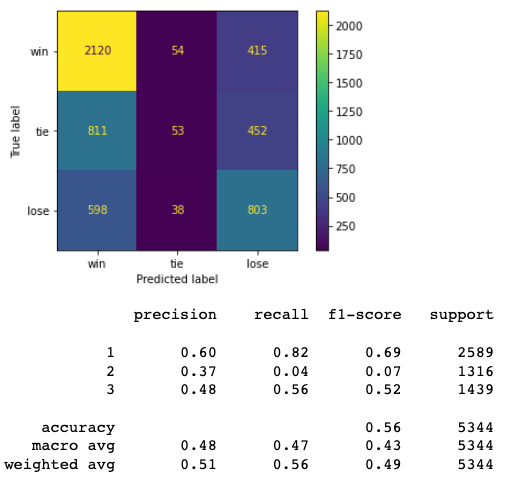 2000
win 2120 54 415
1750
1500
1250
True label
tie 811 53 452
1000
750
500
lose 598 38 803
250
win tie lose
Predicted label
precision recall f1-score support
1 0.60 0.82 0.69 2589
2 0.37 0.04 0.07 1316
3 0.48 0.56 0.52 1439
accuracy 0.56 5344
macro avg 0.48 0.47 0.43 5344
weighted avg 0.51 0.56 0.49 5344